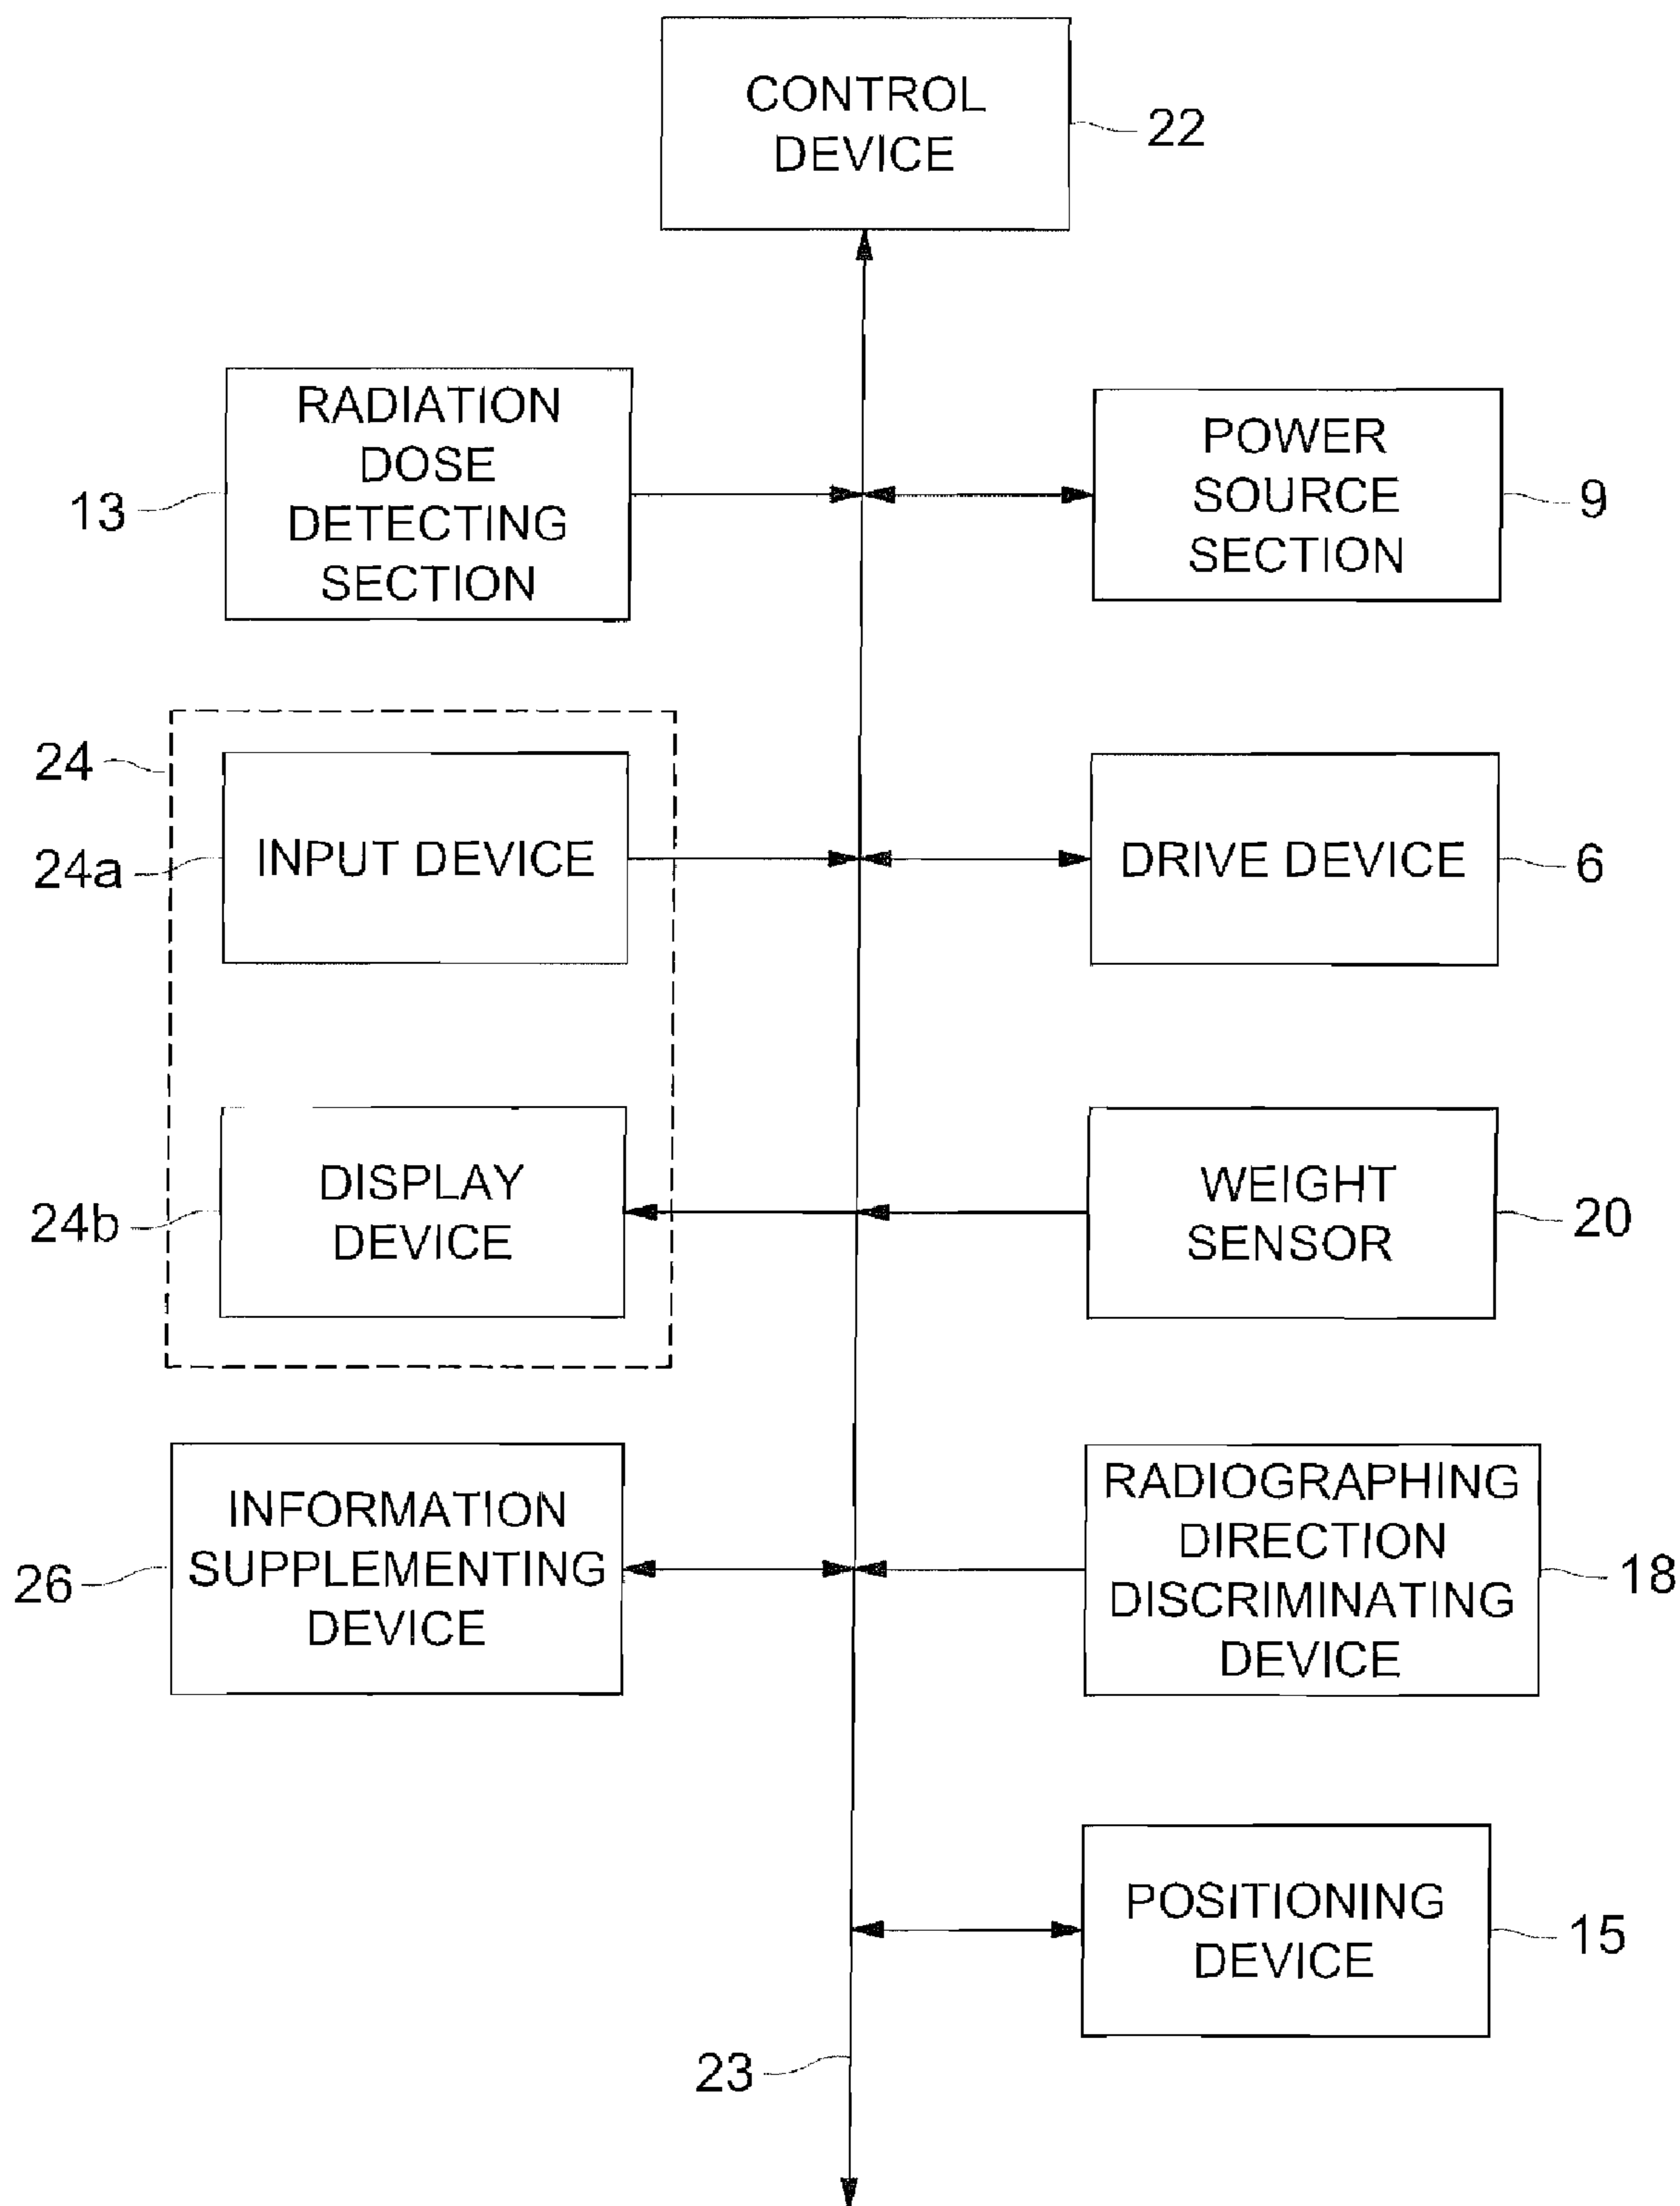 CONTROL
DEVICE
22
RADIATION
DOSE
DETECTING
SECTION
13
POWER
SOURCE
SECTION
9
24
INPUT DEVICE
24a
DRIVE DEVICE
6
DISPLAY
DEVICE
24b
WEIGHT
SENSOR
20
INFORMATION
SUPPLEMENTING
DEVICE
26
RADIOGRAPHING
DIRECTION
DISCRIMINATING
DEVICE
18
POSITIONING
DEVICE
15
23